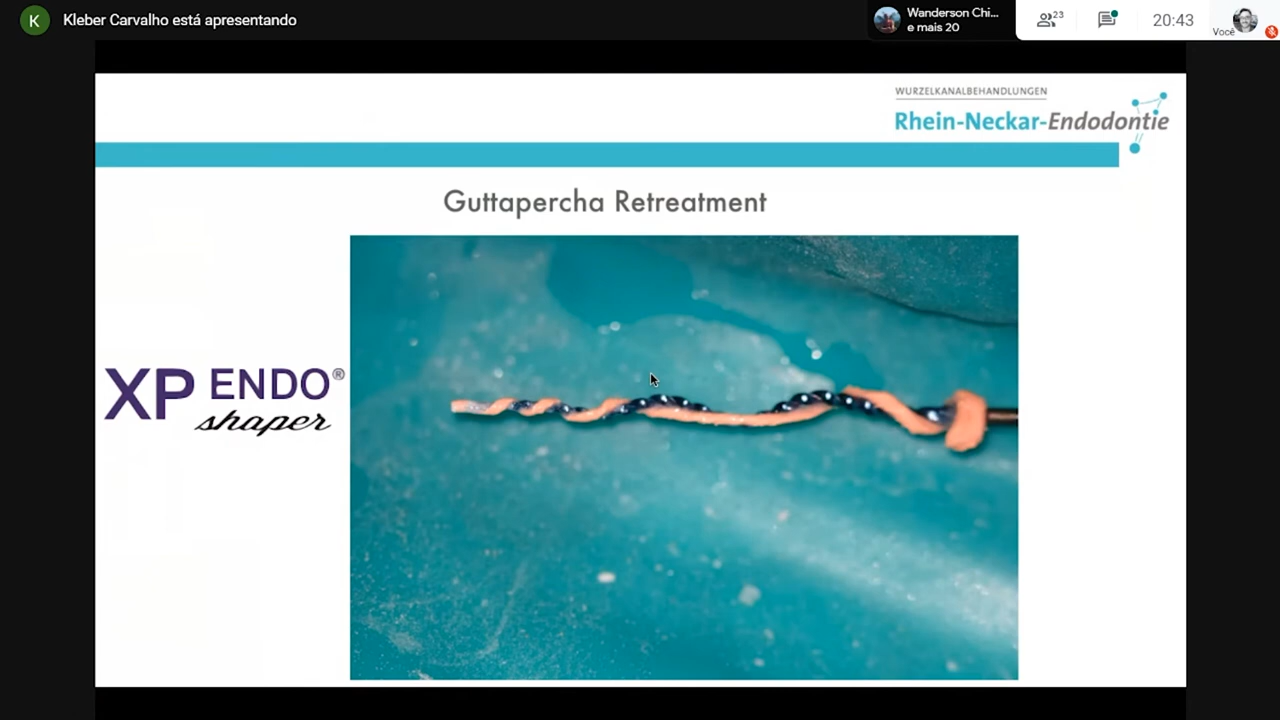 K
Kleber Carvalho está apresentando
Wanderson Chi...
e mais 20
23
20:43
Você
WURZELKANALBEHANDLUNGEN
Rhein-Neckar-Endodontie
Guttapercha Retreatment
XP ENDO®
shaper